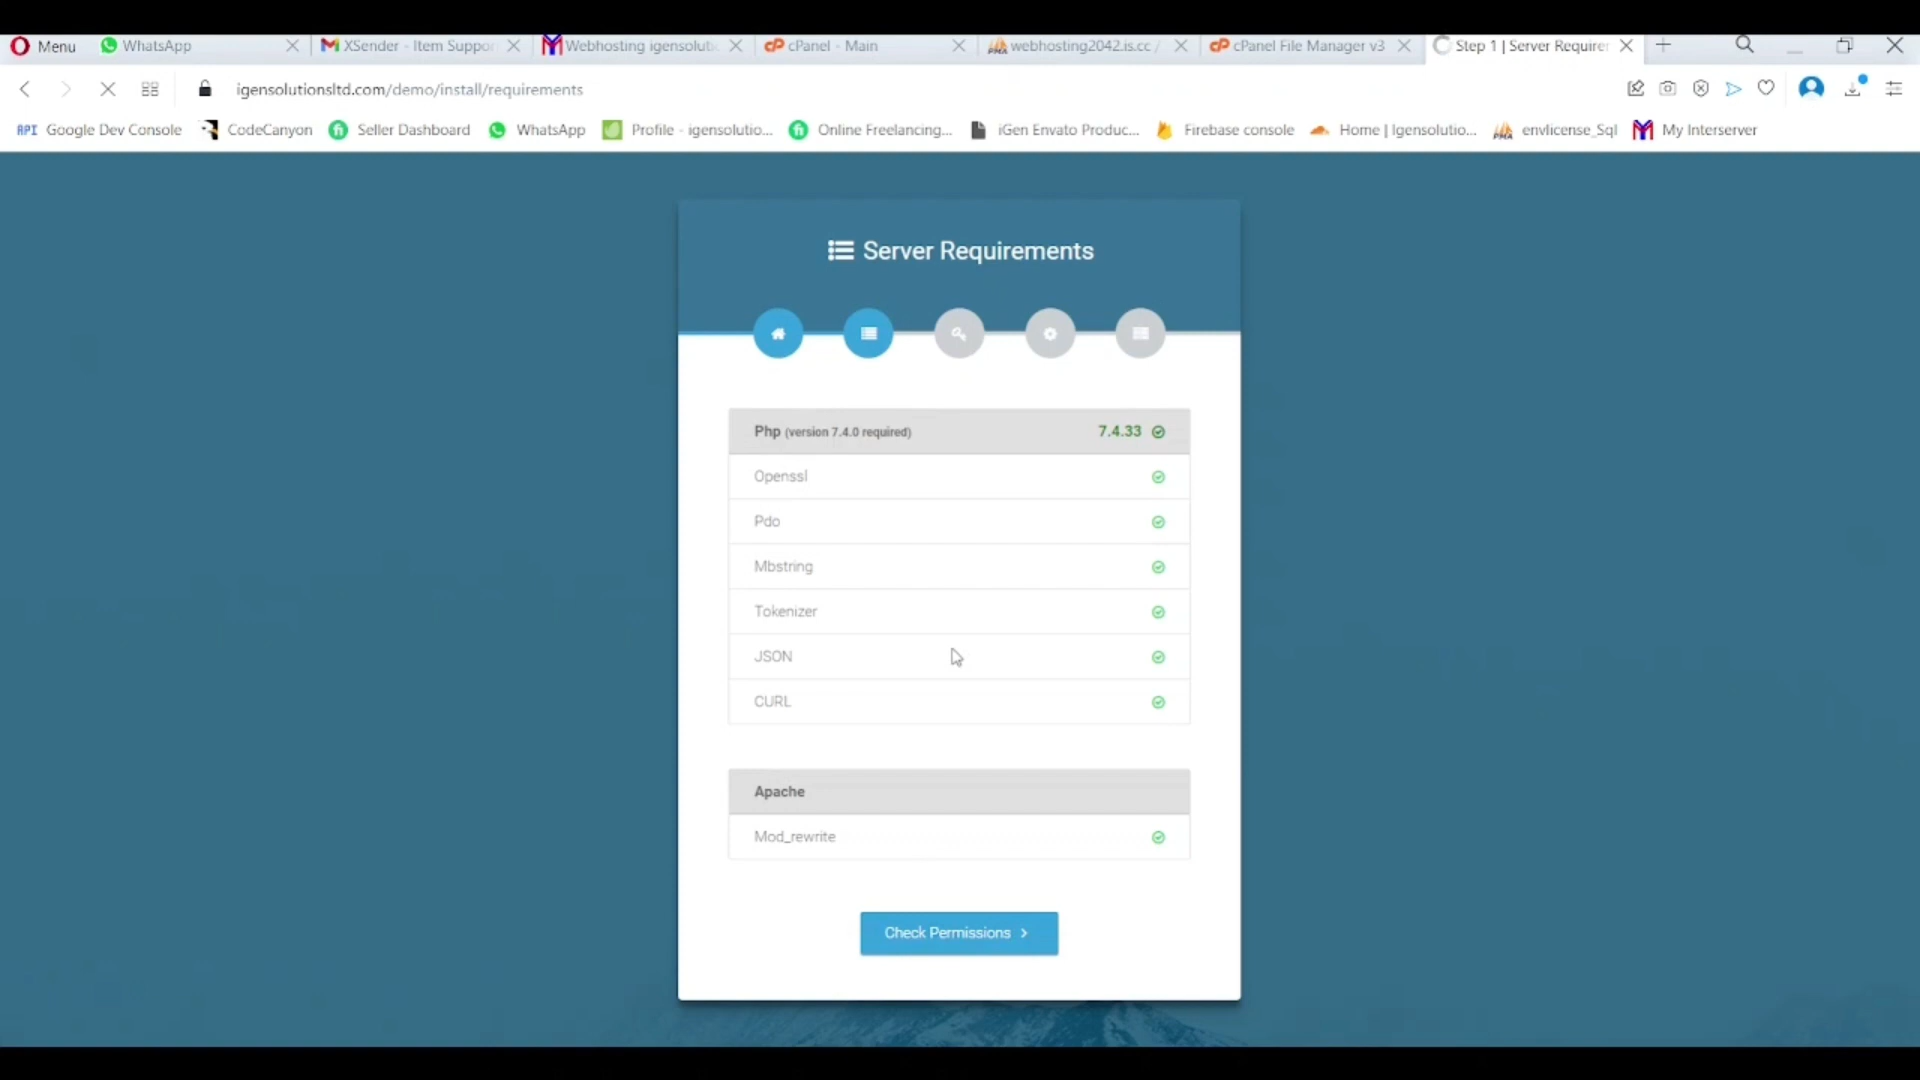 Menu
WhatsApp
XSender - Item Suppor
Webhosting igensolutic
cPanel - Main
webhosting2042.is.cc /
cPanel File Manager v3
Step 1 | Server Requirer
igensolutionsltd.com/demo/install/requirements
API Google Dev Console
CodeCanyon
Seller Dashboard
WhatsApp
Profile - igensolutio...
Online Freelancing...
iGen Envato Produc...
Firebase console
Home | Igensolutio...
envlicense_Sql
My Interserver
Server Requirements
Php (version 7.4.0 required) 7.4.33
Openssl
Pdo
Mbstring
Tokenizer
JSON
CURL
Apache
Mod_rewrite
Check Permissions